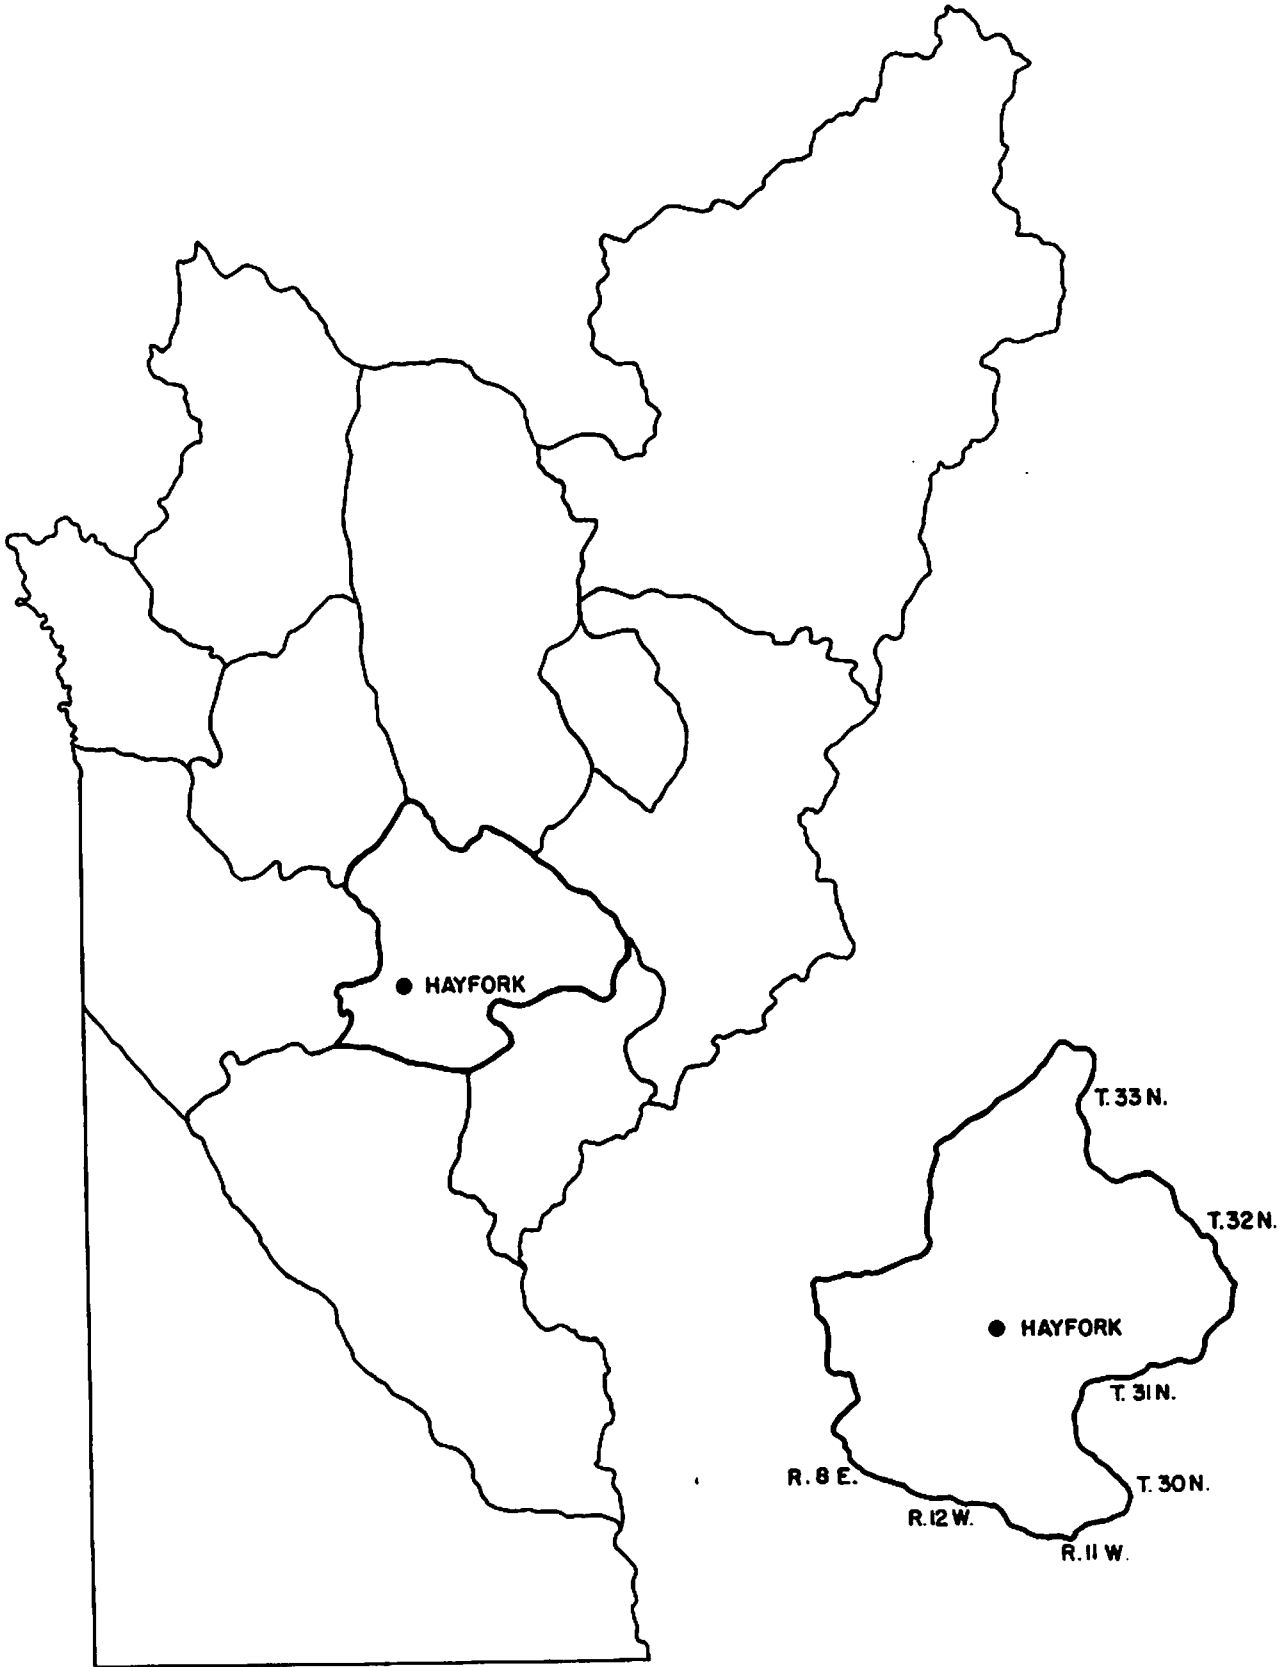 HAYFORK
T. 33 N.
T. 32 N.
HAYFORK
T. 31 N.
R. 8 E.
T. 30 N.
R. 12 W.
R. 11 W.